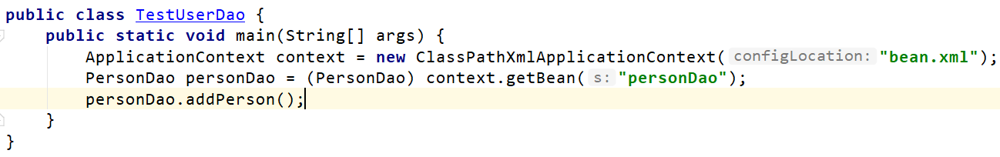 public class TestUserDao {
    public static void main(String[] args) {
        ApplicationContext context = new ClassPathXmlApplicationContext( configLocation: "bean.xml");
        PersonDao personDao = (PersonDao) context.getBean( s: "personDao");
        personDao.addPerson();
    }
}